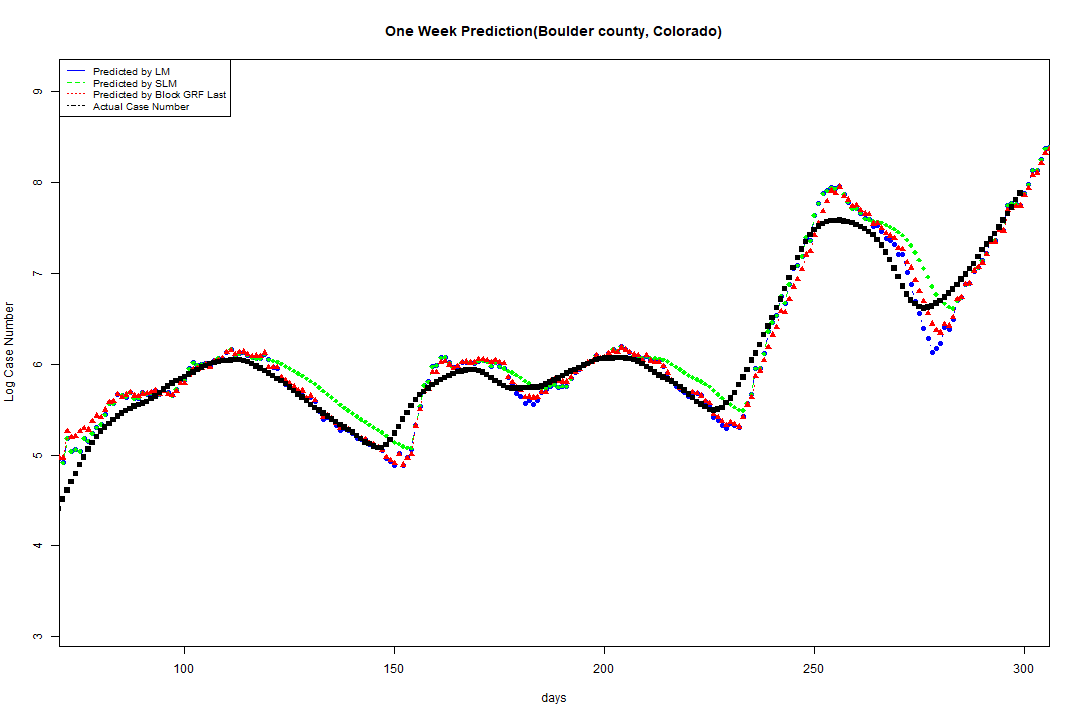 One Week Prediction(Boulder county, Colorado)
Predicted by LM
Predicted by SLM
Predicted by Block GRF Last
Actual Case Number
9
8
7
6
5
4
3
Log Case Number
100 150 200 250 300
days